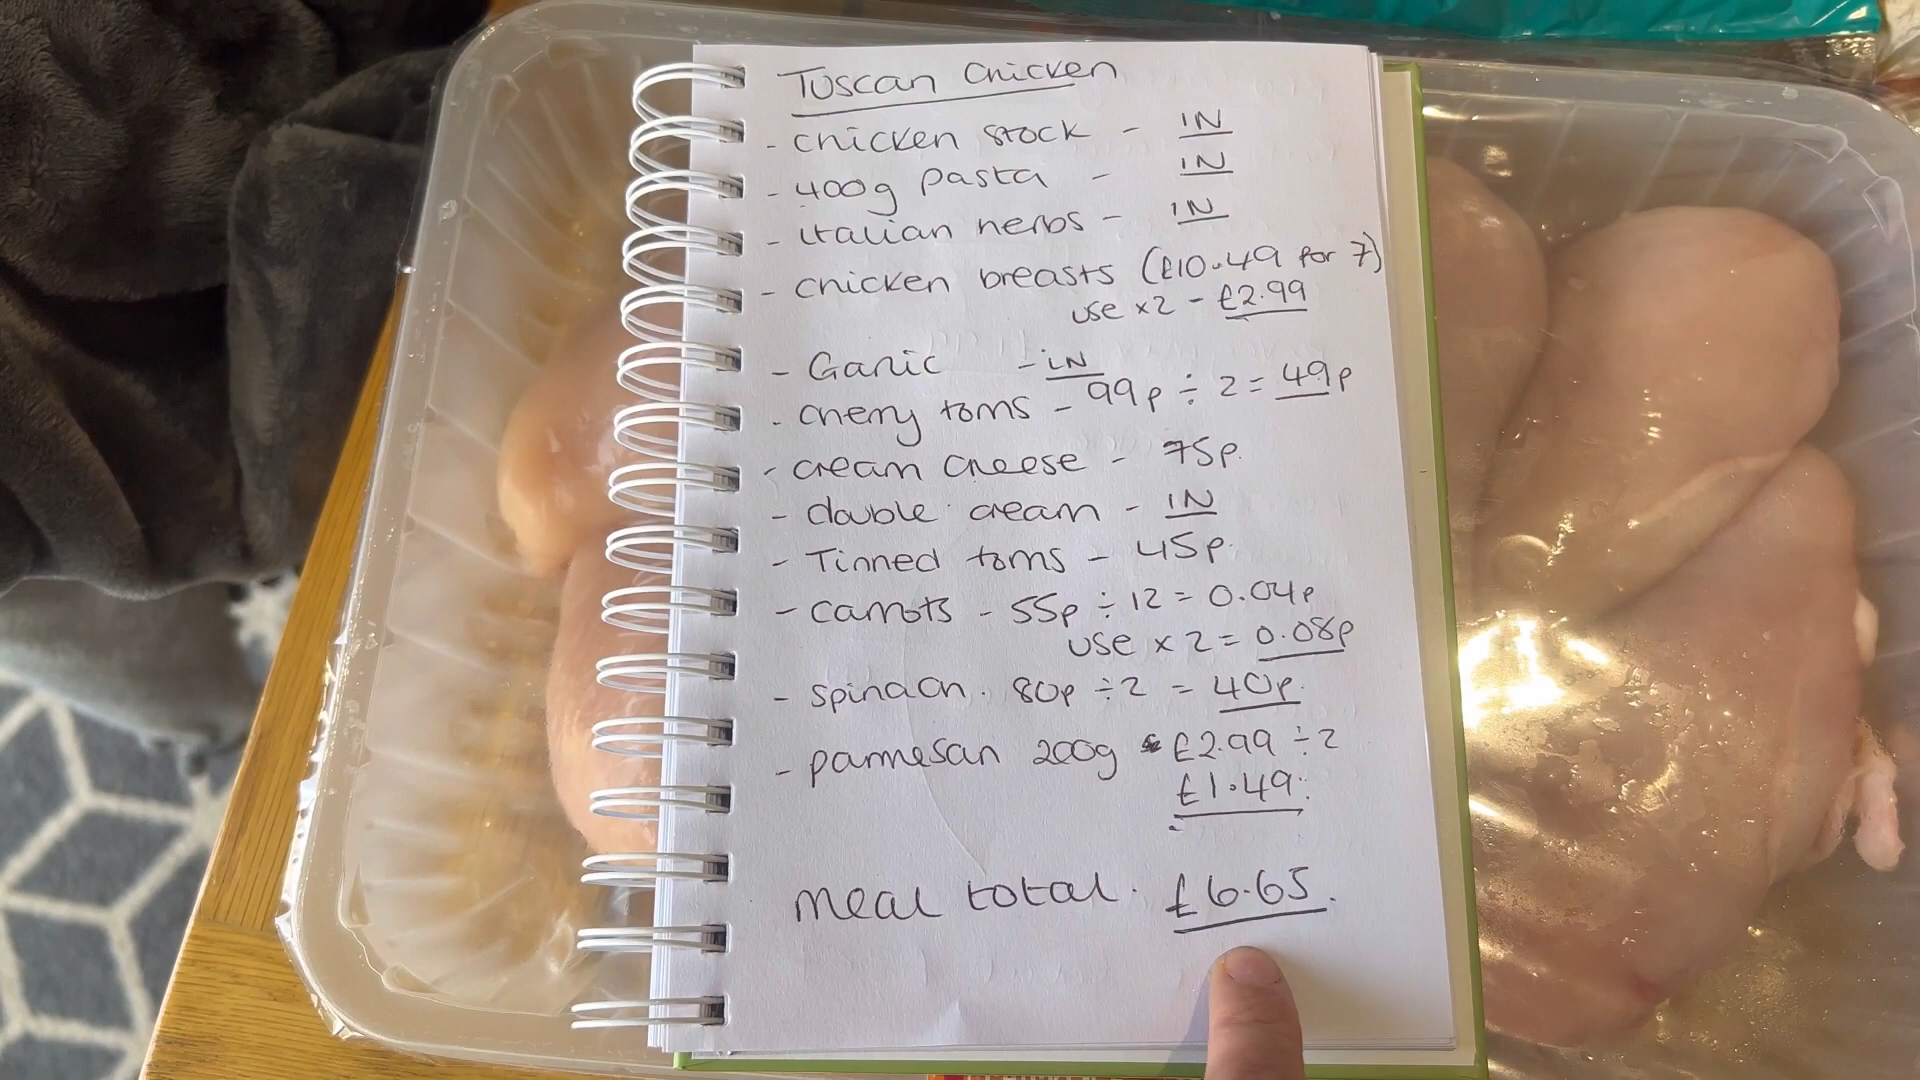 Tuscan Chicken
- chicken stock - IN
- 400g pasta - IN
- italian herbs - IN
- chicken breasts (£10.49 for 7)
use x2 - £2.99
- Garlic - IN
- cherry toms - 99p ÷ 2 = 49p
- cream cheese - 75p.
- double cream - IN
- Tinned toms - 45p.
- carrots - 55p ÷ 12 = 0.04p
use x 2 = 0.08p
- spinach. 80p ÷ 2 = 40p.
- parmesan 200g £2.99 ÷ 2
£1.49.
meal total. £6.65.